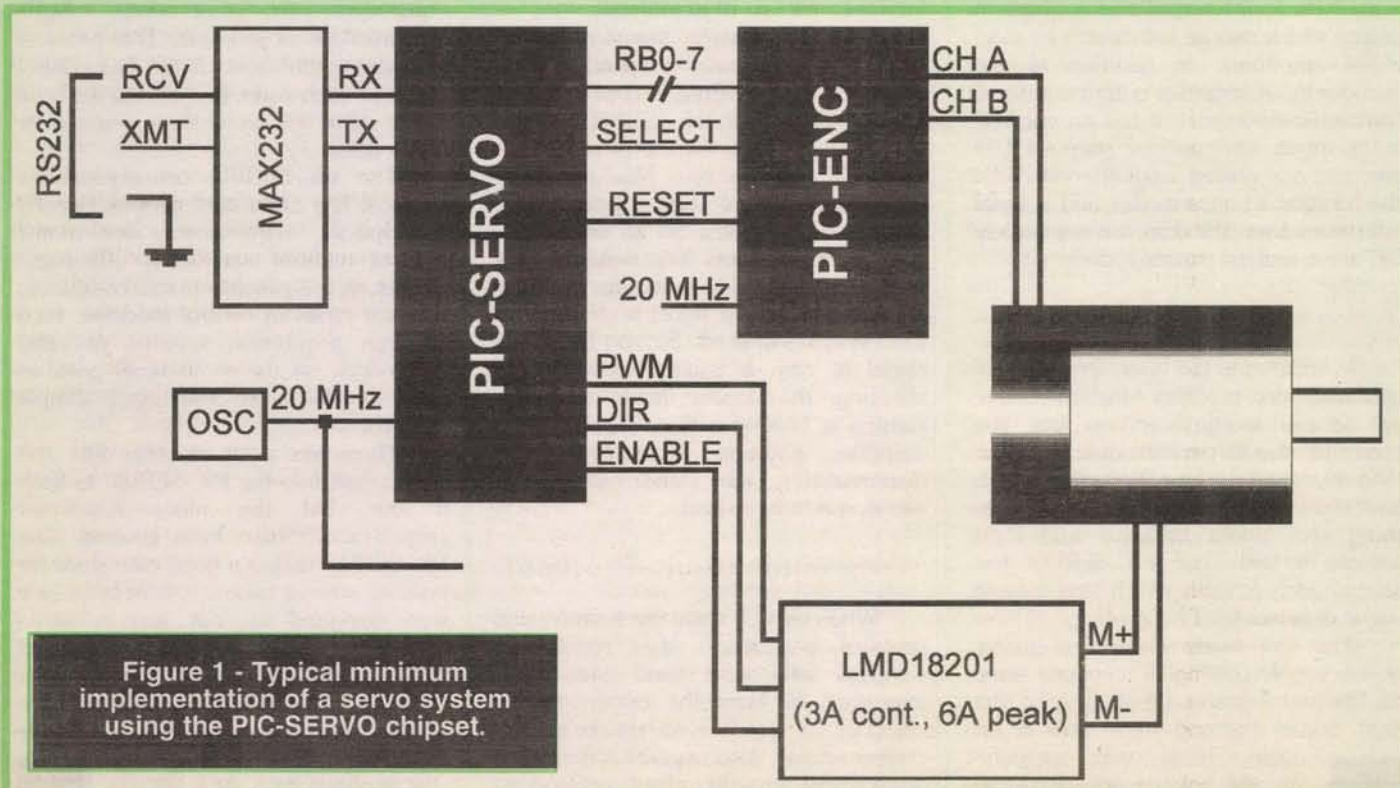 RS232
RCV
XMT
MAX232
RX
TX
PIC-SERVO
RB0-7
SELECT
RESET
20 MHz
PIC-ENC
CH A
CH B
OSC
20 MHz
PWM
DIR
ENABLE
LMD18201
(3A cont., 6A peak)
M+
M-
Figure 1 - Typical minimum
implementation of a servo system
using the PIC-SERVO chipset.